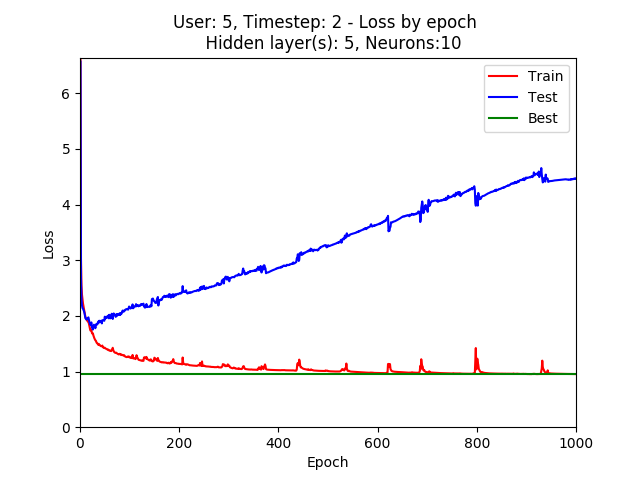 User: 5, Timestep: 2 - Loss by epoch
Hidden layer(s): 5, Neurons:10
Train
Test
Best
6
5
4
3
2
1
0
Loss
0 200 400 600 800 1000
Epoch